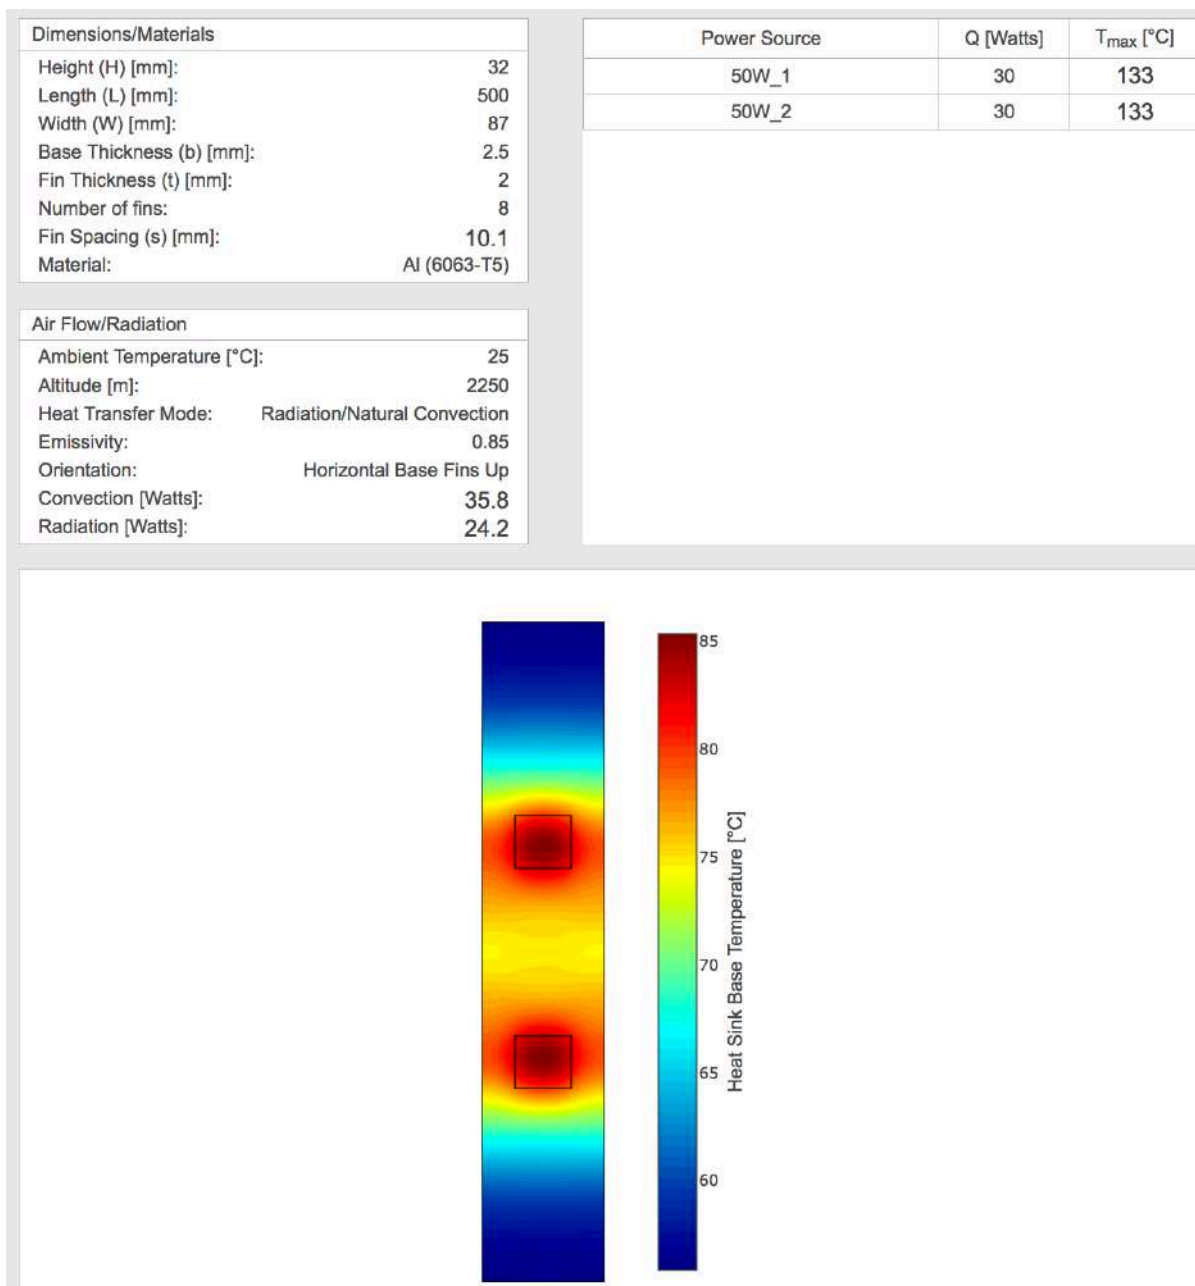 Dimensions/Materials
Height (H) [mm]: 32
Length (L) [mm]: 500
Width (W) [mm]: 87
Base Thickness (b) [mm]: 2.5
Fin Thickness (t) [mm]: 2
Number of fins: 8
Fin Spacing (s) [mm]: 10.1
Material: Al (6063-T5)
Air Flow/Radiation
Ambient Temperature [°C]: 25
Altitude [m]: 2250
Heat Transfer Mode: Radiation/Natural Convection
Emissivity: 0.85
Orientation: Horizontal Base Fins Up
Convection [Watts]: 35.8
Radiation [Watts]: 24.2
Power Source Q [Watts] Tmax [°C]
50W_1 30 133
50W_2 30 133
85
80
75
70
65
60
Heat Sink Base Temperature [°C]